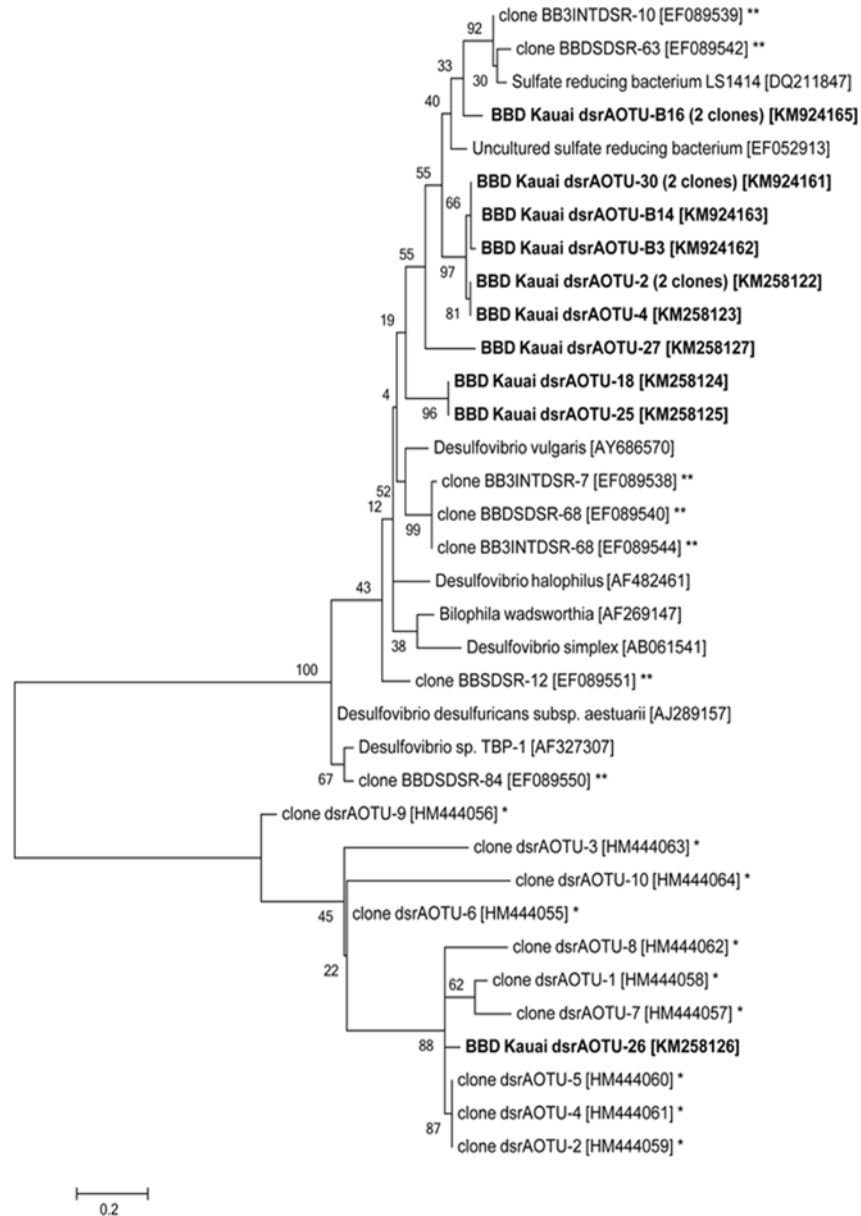 clone BB3INTDSR-10 [EF089539] **
92
clone BBDSDSR-63 [EF089542] **
33
30
Sulfate reducing bacterium LS1414 [DQ211847]
40
BBD Kauai dsrAOTU-B16 (2 clones) [KM924165]
Uncultured sulfate reducing bacterium [EF052913]
55
BBD Kauai dsrAOTU-30 (2 clones) [KM924161]
66
BBD Kauai dsrAOTU-B14 [KM924163]
BBD Kauai dsrAOTU-B3 [KM924162]
55
97
BBD Kauai dsrAOTU-2 (2 clones) [KM258122]
81
BBD Kauai dsrAOTU-4 [KM258123]
19
BBD Kauai dsrAOTU-27 [KM258127]
BBD Kauai dsrAOTU-18 [KM258124]
4
96
BBD Kauai dsrAOTU-25 [KM258125]
Desulfovibrio vulgaris [AY686570]
clone BB3INTDSR-7 [EF089538] **
52
12
clone BBDSDSR-68 [EF089540] **
99
clone BB3INTDSR-68 [EF089544] **
Desulfovibrio halophilus [AF482461]
43
Bilophila wadsworthia [AF269147]
38
Desulfovibrio simplex [AB061541]
100
clone BBSDSR-12 [EF089551] **
Desulfovibrio desulfuricans subsp. aestuarii [AJ289157]
Desulfovibrio sp. TBP-1 [AF327307]
67
clone BBDSDSR-84 [EF089550] **
clone dsrAOTU-9 [HM444056] *
clone dsrAOTU-3 [HM444063] *
clone dsrAOTU-10 [HM444064] *
45
clone dsrAOTU-6 [HM444055] *
clone dsrAOTU-8 [HM444062] *
22
62
clone dsrAOTU-1 [HM444058] *
clone dsrAOTU-7 [HM444057] *
88
BBD Kauai dsrAOTU-26 [KM258126]
clone dsrAOTU-5 [HM444060] *
clone dsrAOTU-4 [HM444061] *
87
clone dsrAOTU-2 [HM444059] *
0.2